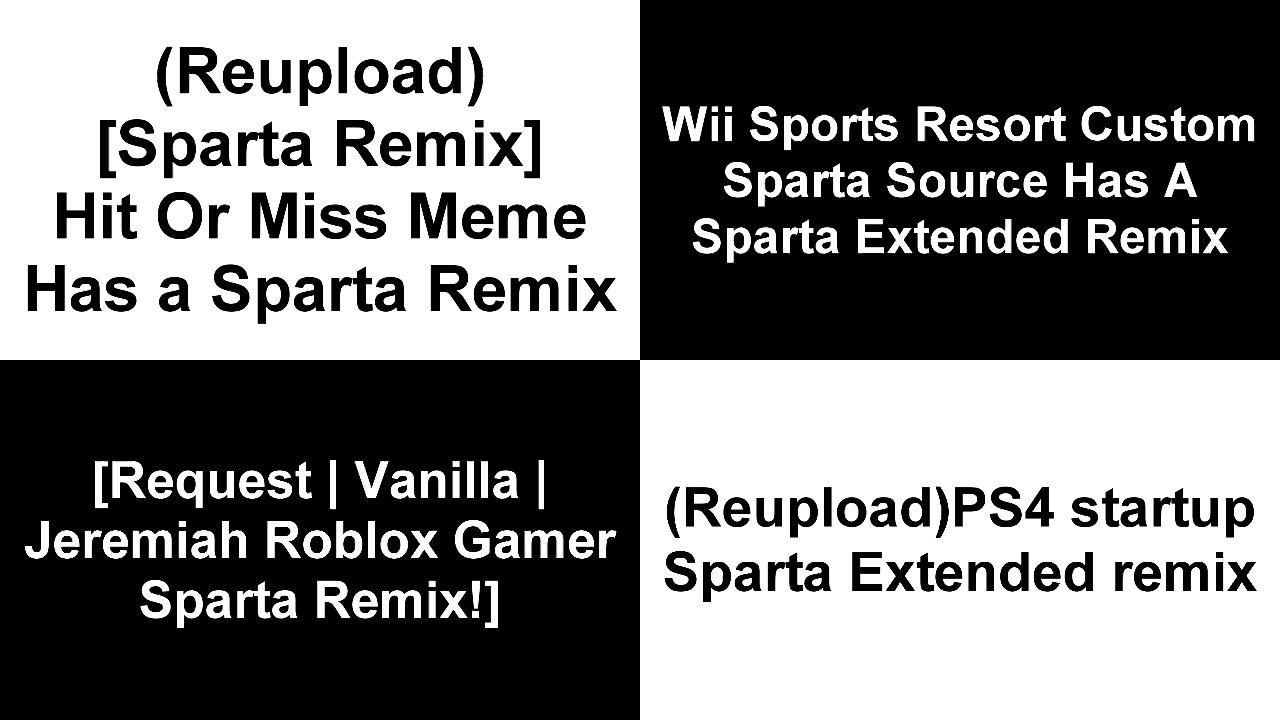 (Reupload)
[Sparta Remix]
Hit Or Miss Meme
Has a Sparta Remix
Wii Sports Resort Custom
Sparta Source Has A
Sparta Extended Remix
[Request | Vanilla |
Jeremiah Roblox Gamer
Sparta Remix!]
(Reupload)PS4 startup
Sparta Extended remix